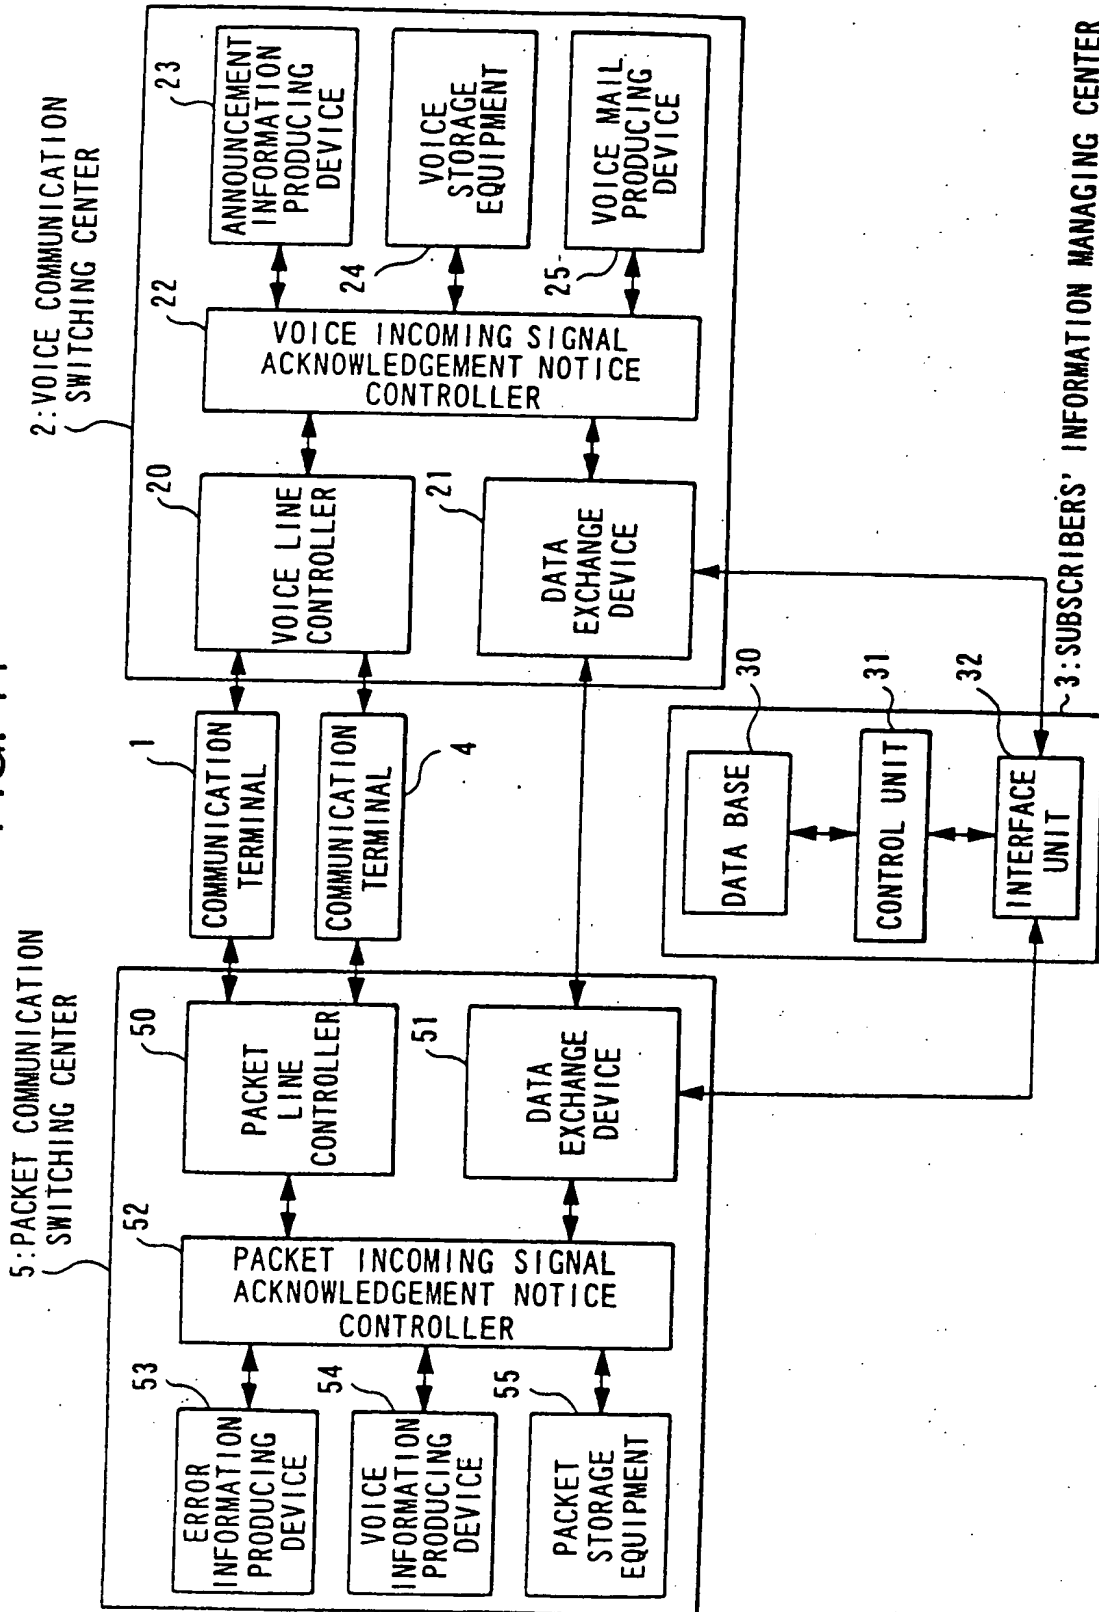 5:PACKET COMMUNICATION
SWITCHING CENTER
53
ERROR
INFORMATION
PRODUCING
DEVICE
54
VOICE
INFORMATION
PRODUCING
DEVICE
55
PACKET
STORAGE
EQUIPMENT
52
PACKET INCOMING SIGNAL
ACKNOWLEDGEMENT NOTICE
CONTROLLER
50
PACKET
LINE
CONTROLLER
51
DATA
EXCHANGE
DEVICE
1
COMMUNICATION
TERMINAL
4
COMMUNICATION
TERMINAL
2:VOICE COMMUNICATION
SWITCHING CENTER
20
VOICE LINE
CONTROLLER
21
DATA
EXCHANGE
DEVICE
22
VOICE INCOMING SIGNAL
ACKNOWLEDGEMENT NOTICE
CONTROLLER
23
ANNOUNCEMENT
INFORMATION
PRODUCING
DEVICE
24
VOICE
STORAGE
EQUIPMENT
25
VOICE MAIL
PRODUCING
DEVICE
30
DATA BASE
31
CONTROL UNIT
32
INTERFACE
UNIT
3:SUBSCRIBERS' INFORMATION MANAGING CENTER